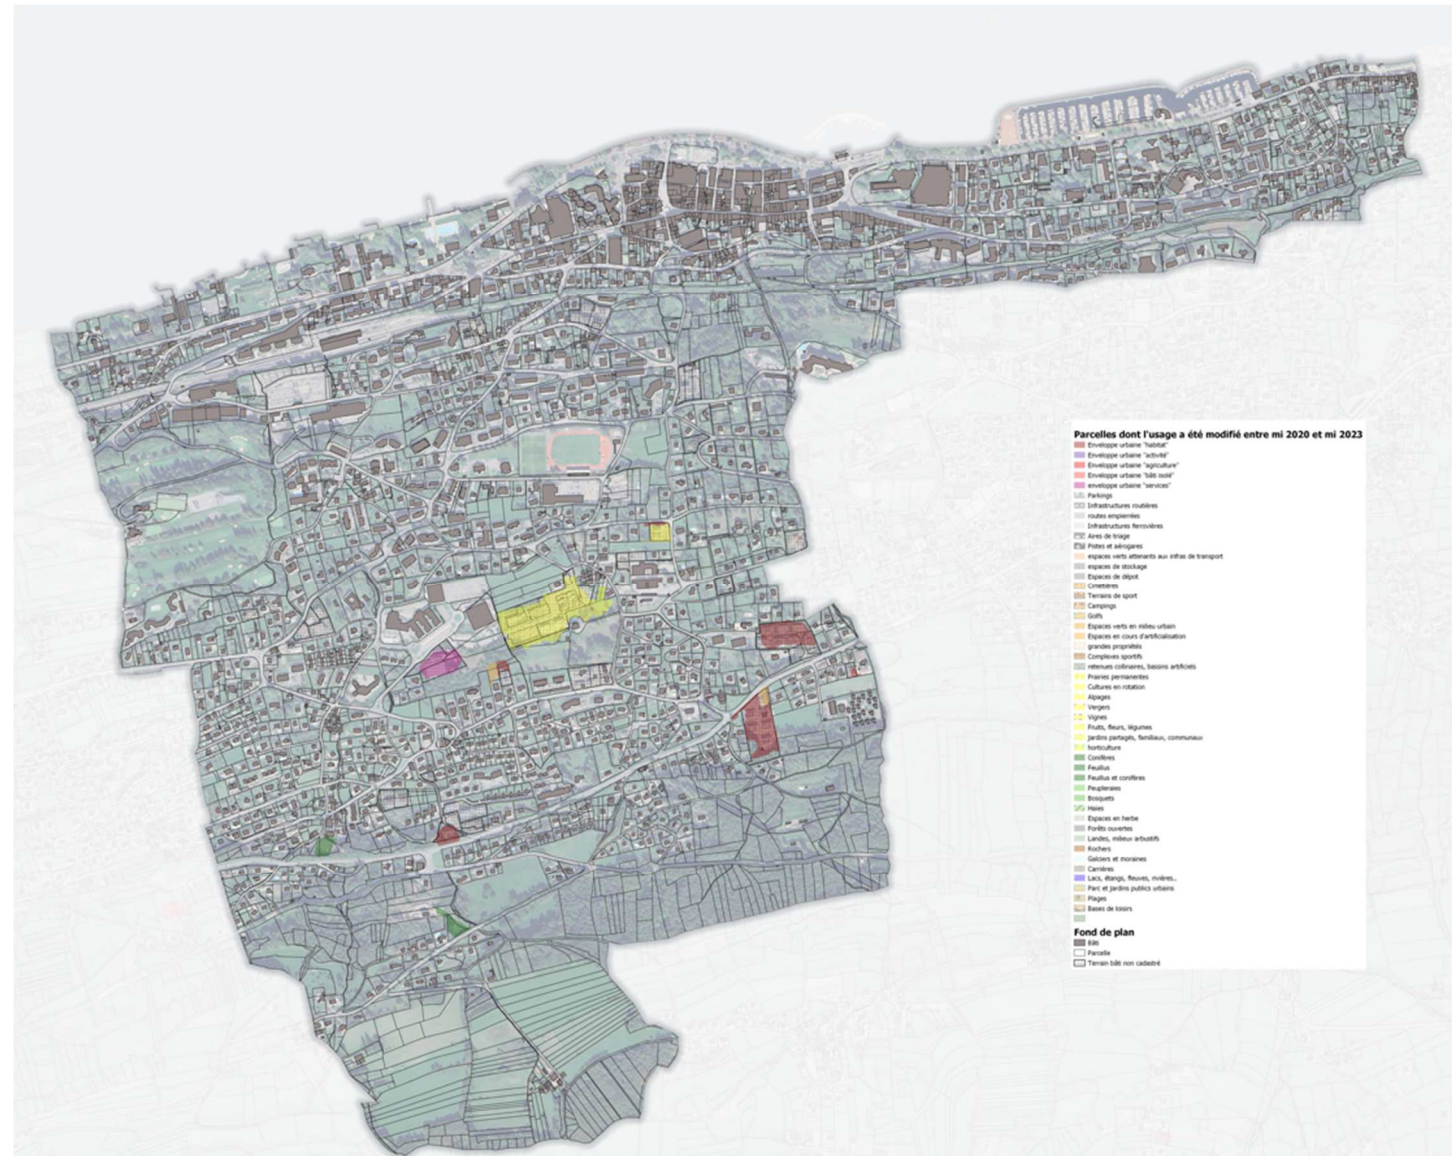 Parcelles dont l'usage a été modifié entre mi 2020 et mi 2023
Enveloppe urbaine "habitat"
Enveloppe urbaine "activité"
Enveloppe urbaine "agriculture"
Enveloppe urbaine "bâti isolé"
enveloppe urbaine "services"
Parkings
Infrastructures routières
routes empierrées
Infrastructures ferrovières
Aires de triage
Pistes et aérogares
espaces verts attenants aux infras de transport
espaces de stockage
Espaces de dépot
Cimetières
Terrains de sport
Campings
Golfs
Espaces verts en milieu urbain
Espaces en cours d'artificialisation
grandes propriétés
Complexes sportifs
retenues collinaires, bassins artificiels
Prairies permanentes
Cultures en rotation
Alpages
Vergers
Vignes
Fruits, fleurs, légumes
Jardins partagés, familiaux, communaux
horticulture
Conifères
Feuillus
Feuillus et conifères
Peupleraies
Bosquets
Haies
Espaces en herbe
Forêts ouvertes
Landes, milieux arbustifs
Rochers
Galciers et moraines
Carrières
Lacs, étangs, fleuves, rivières..
Parc et Jardins publics urbains
Plages
Bases de loisirs
Fond de plan
Bâti
Parcelle
Terrain bâti non cadastré